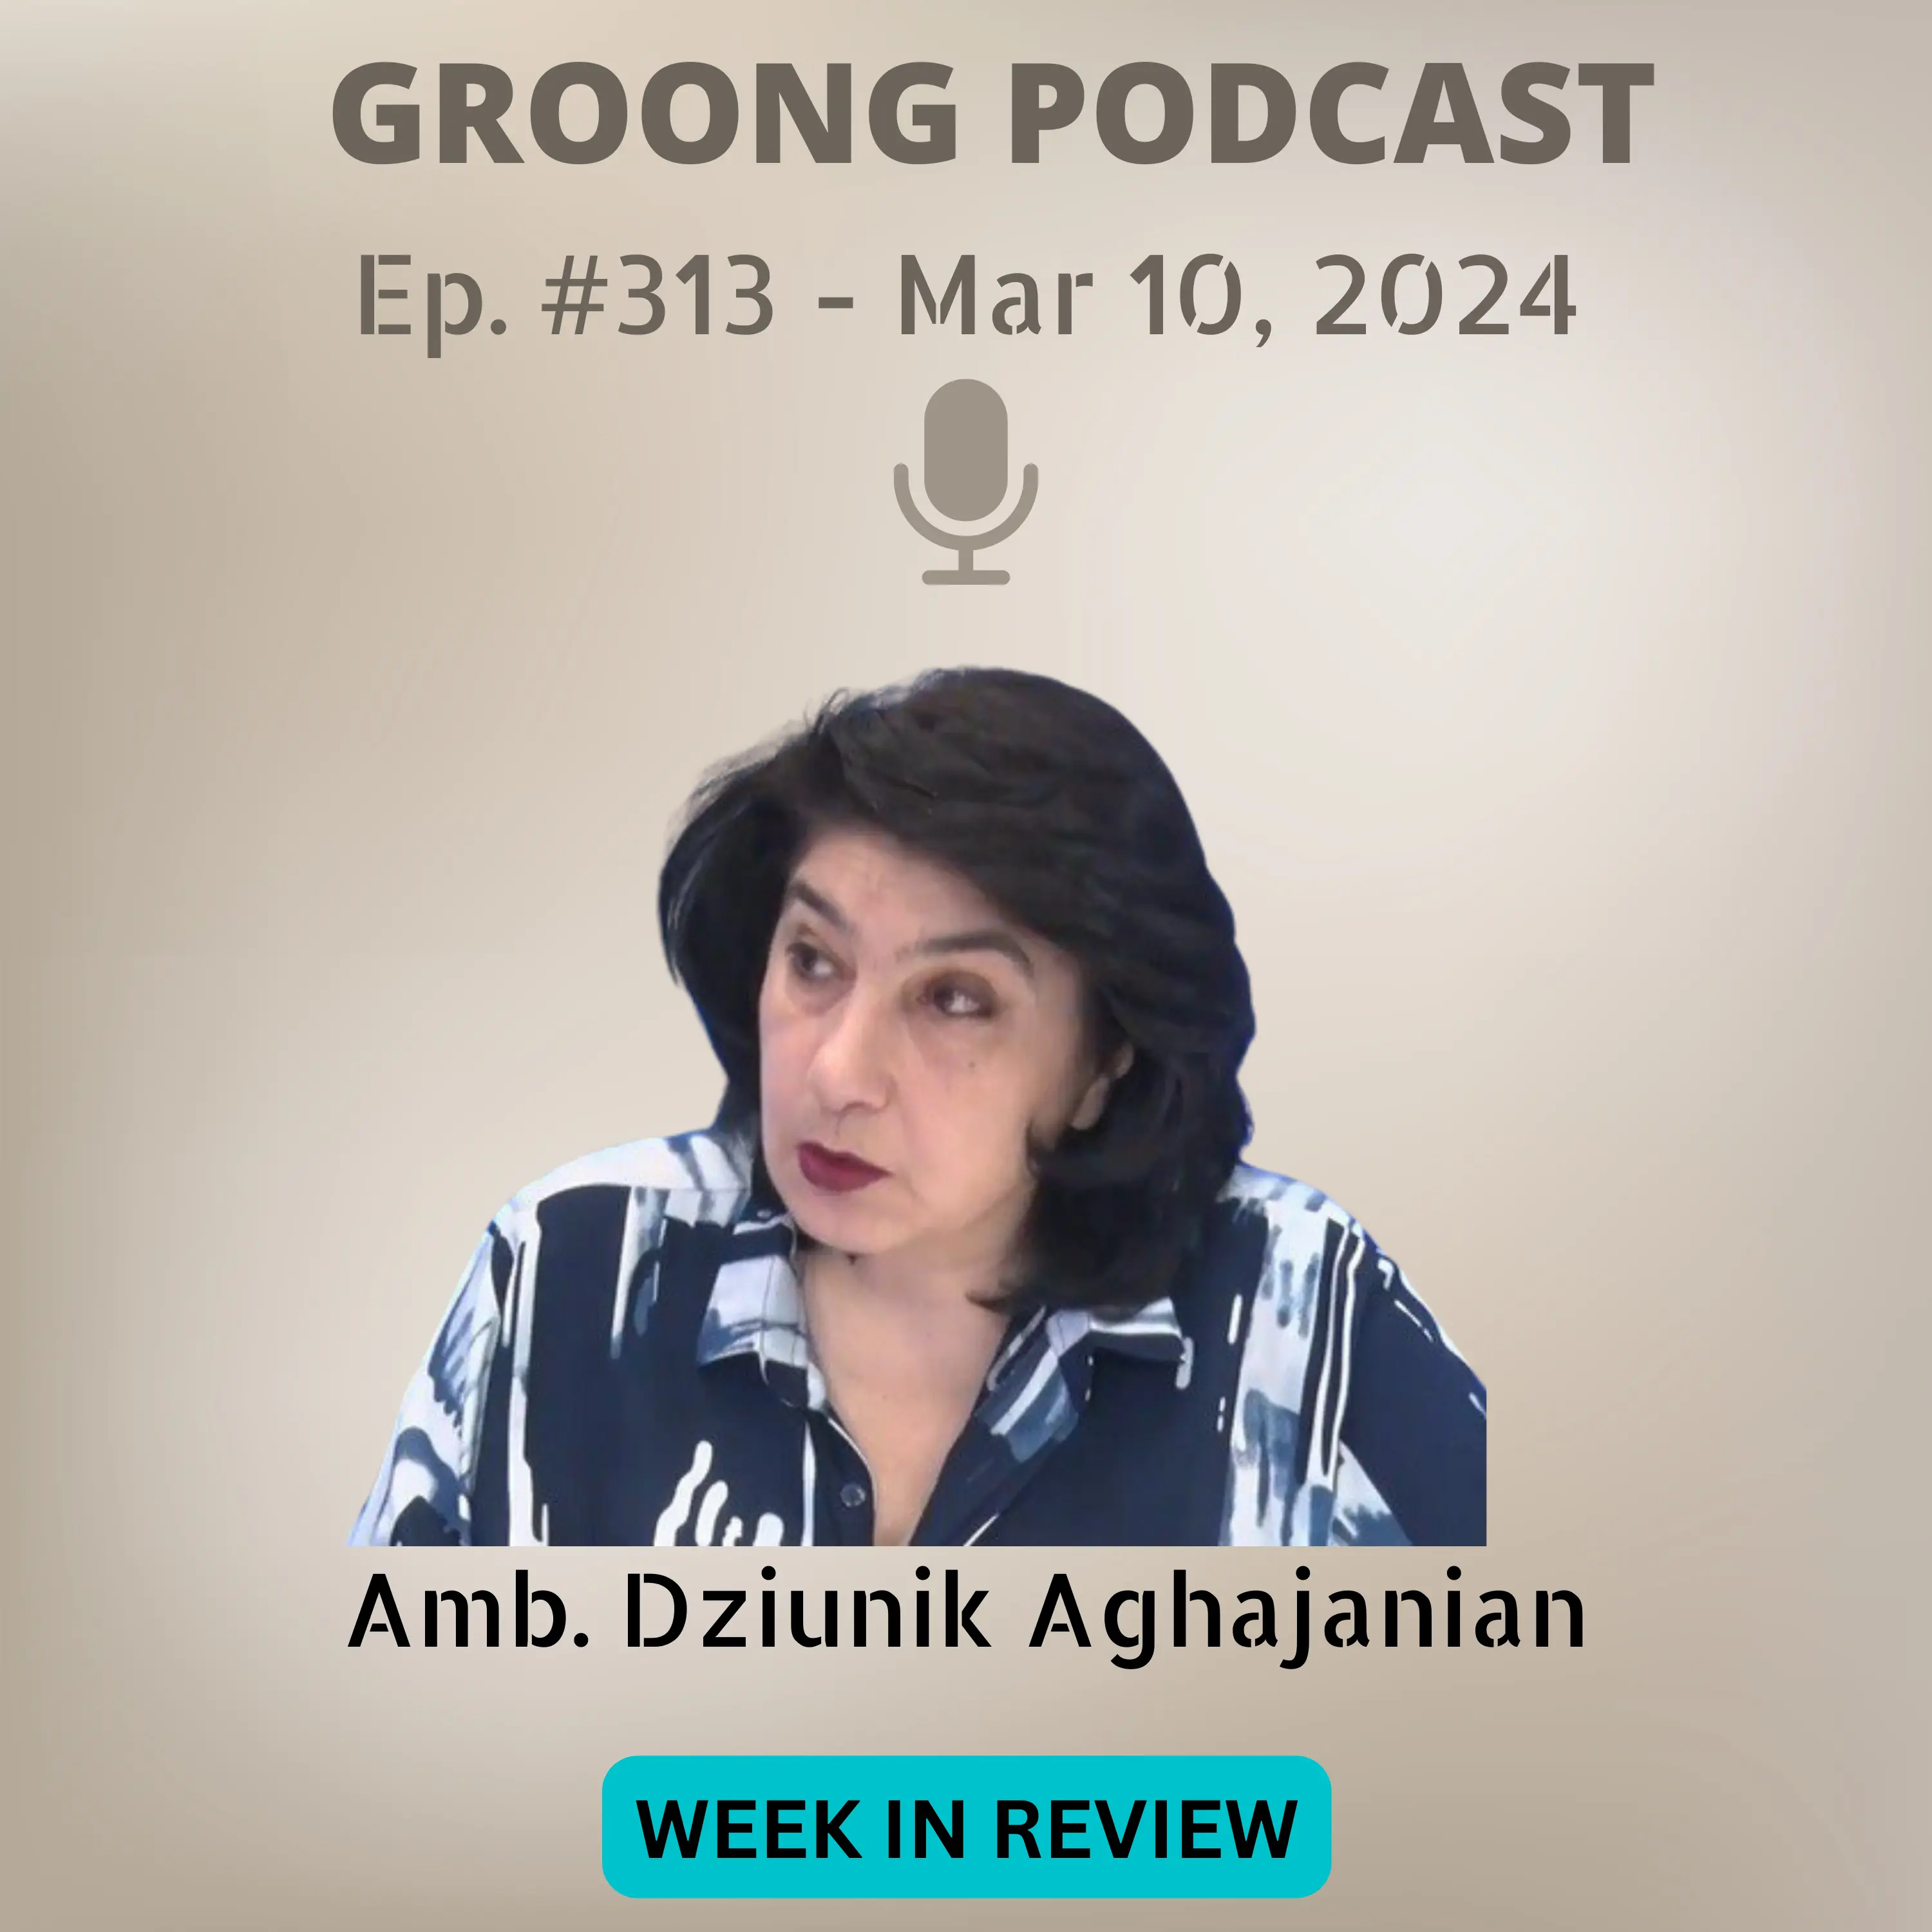 GROONG PODCAST
Ep. #313 - Mar 10, 2024
Amb. Dziunik Aghajanian
WEEK IN REVIEW